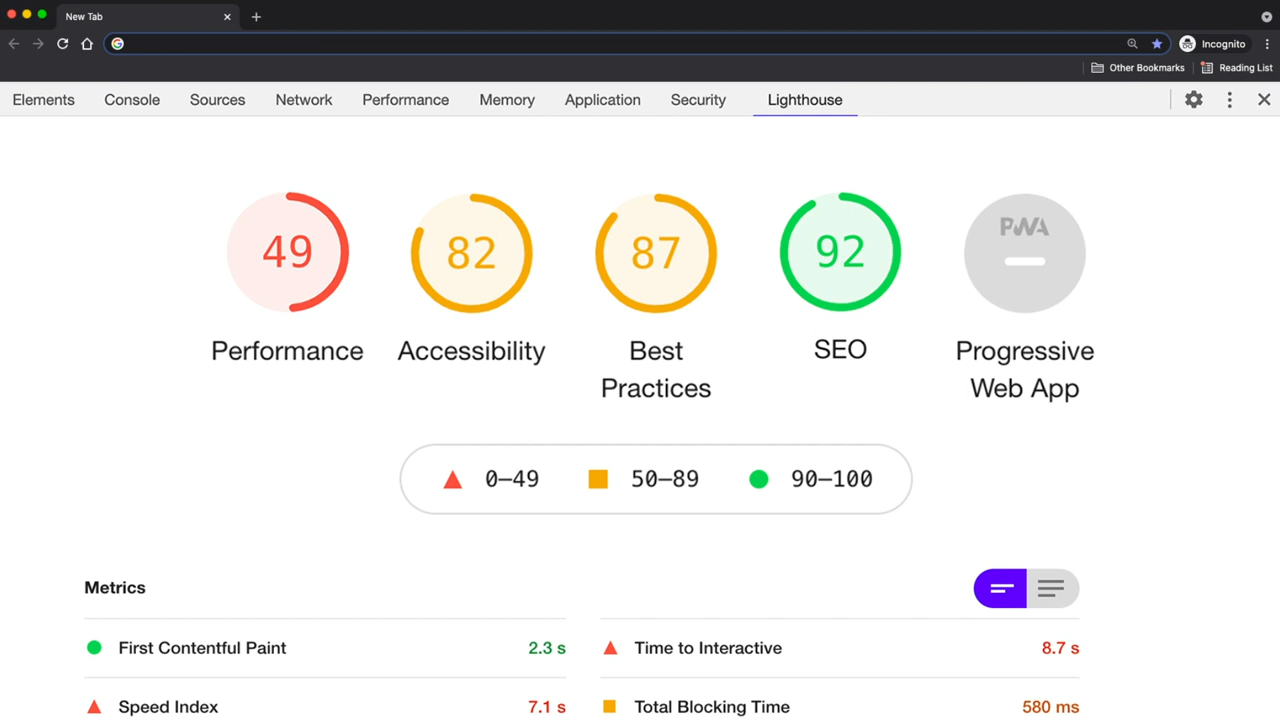 New Tab
Incognito
Other Bookmarks Reading List
Elements Console Sources Network Performance Memory Application Security Lighthouse
49 82 87 92 PWA
Performance Accessibility Best Practices SEO Progressive Web App
0–49 50–89 90–100
Metrics
First Contentful Paint 2.3 s Time to Interactive 8.7 s
Speed Index 7.1 s Total Blocking Time 580 ms